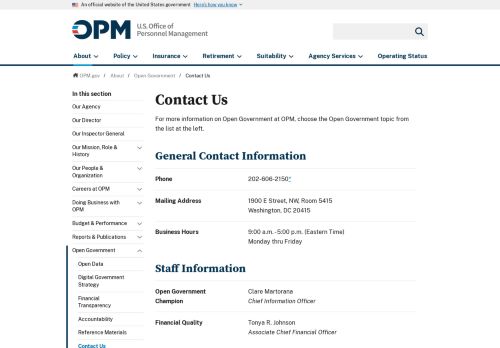 An official website of the United States government Here's how you know
OPM U.S. Office of
Personnel Management
About Policy Insurance Retirement Suitability Agency Services Operating Status
OPM.gov / About / Open Government / Contact Us
In this section
Our Agency
Our Director
Our Inspector General
Our Mission, Role &
History
Our People &
Organization
Careers at OPM
Doing Business with
OPM
Budget & Performance
Reports & Publications
Open Government
Open Data
Digital Government
Strategy
Financial
Transparency
Accountability
Reference Materials
Contact Us
Contact Us
For more information on Open Government at OPM, choose the Open Government topic from
the list at the left.
General Contact Information
Phone 202-606-2150*
Mailing Address 1900 E Street, NW, Room 5415
Washington, DC 20415
Business Hours 9:00 a.m. - 5:00 p.m. (Eastern Time)
Monday thru Friday
Staff Information
Open Government Clare Martorana
Champion Chief Information Officer
Financial Quality Tonya R. Johnson
Associate Chief Financial Officer